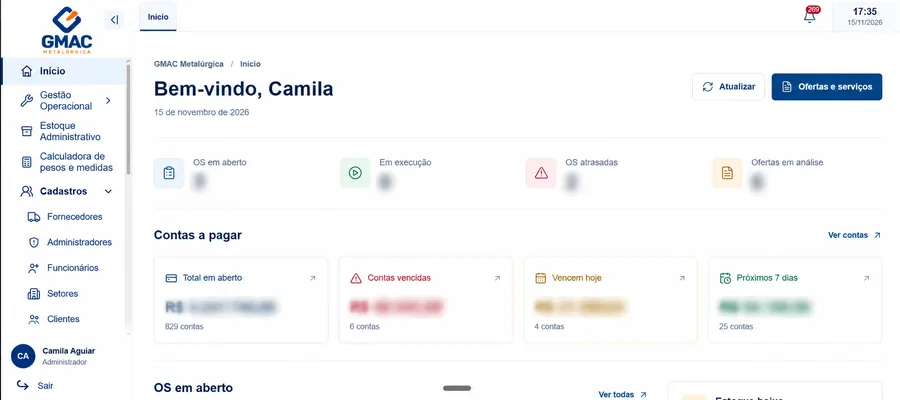 GMAC
METALÚRGICA
Início
Gestão
Operacional
Estoque
Administrativo
Calculadora de
pesos e medidas
Cadastros
Fornecedores
Administradores
Funcionários
Setores
Clientes
CA
Camila Aguiar
Administrador
Sair
Início
269
17:35
15/11/2026
GMAC Metalúrgica / Início
Bem-vindo, Camila
15 de novembro de 2026
Atualizar
Ofertas e serviços
OS em aberto
Em execução
OS atrasadas
Ofertas em análise
Contas a pagar
Ver contas
Total em aberto
R$
829 contas
Contas vencidas
R$
6 contas
Vencem hoje
R$
4 contas
Próximos 7 dias
R$
25 contas
OS em aberto
Ver todas